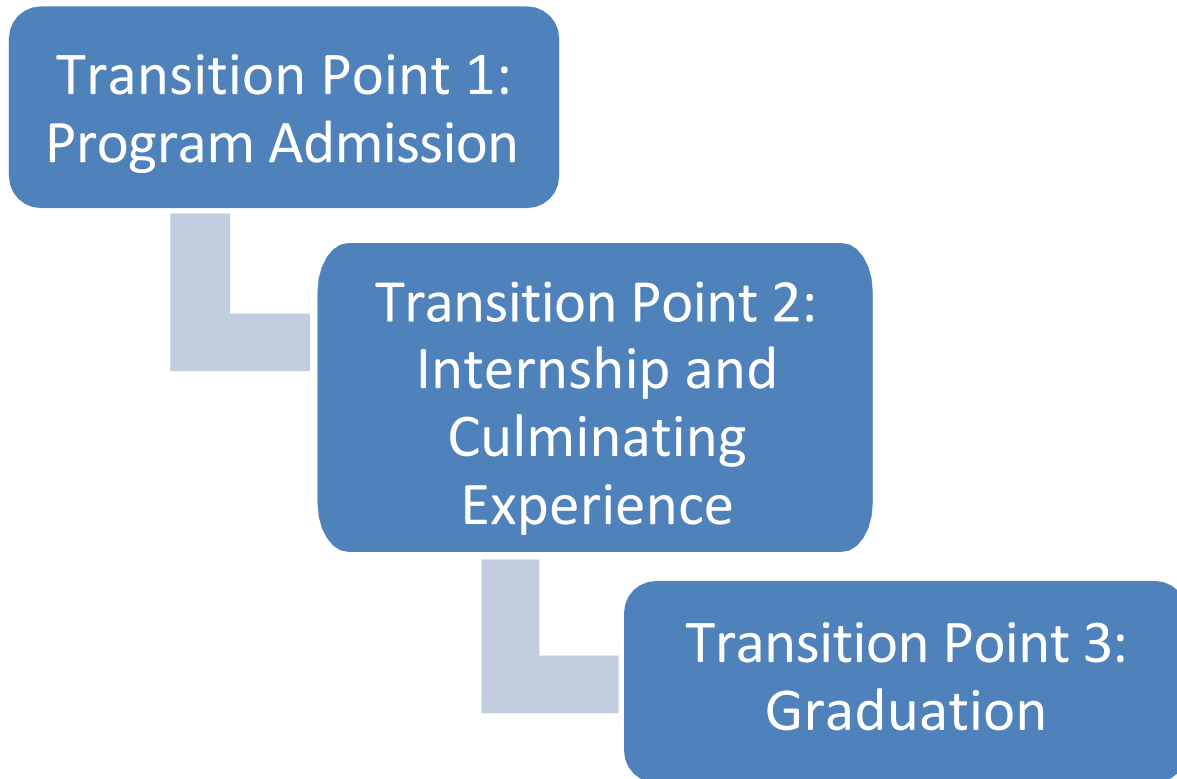 Transition Point 1:
Program Admission
Transition Point 2:
Internship and
Culminating
Experience
Transition Point 3:
Graduation